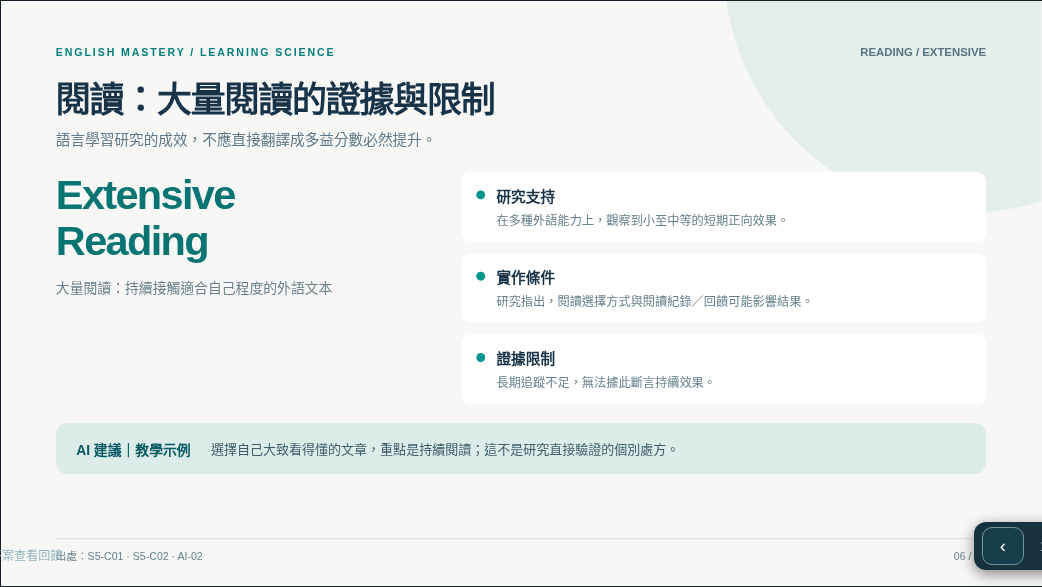 ENGLISH MASTERY / LEARNING SCIENCE
READING / EXTENSIVE
閱讀：大量閱讀的證據與限制
語言學習研究的成效，不應直接翻譯成多益分數必然提升。
Extensive
Reading
大量閱讀：持續接觸適合自己程度的外語文本
研究支持
在多種外語能力上，觀察到小至中等的短期正向效果。
實作條件
研究指出，閱讀選擇方式與閱讀紀錄／回饋可能影響結果。
證據限制
長期追蹤不足，無法據此斷言持續效果。
AI 建議｜教學示例 選擇自己大致看得懂的文章，重點是持續閱讀；這不是研究直接驗證的個別處方。
案查看回饋
出處：S5-C01 · S5-C02 · AI-02
06 /
‹